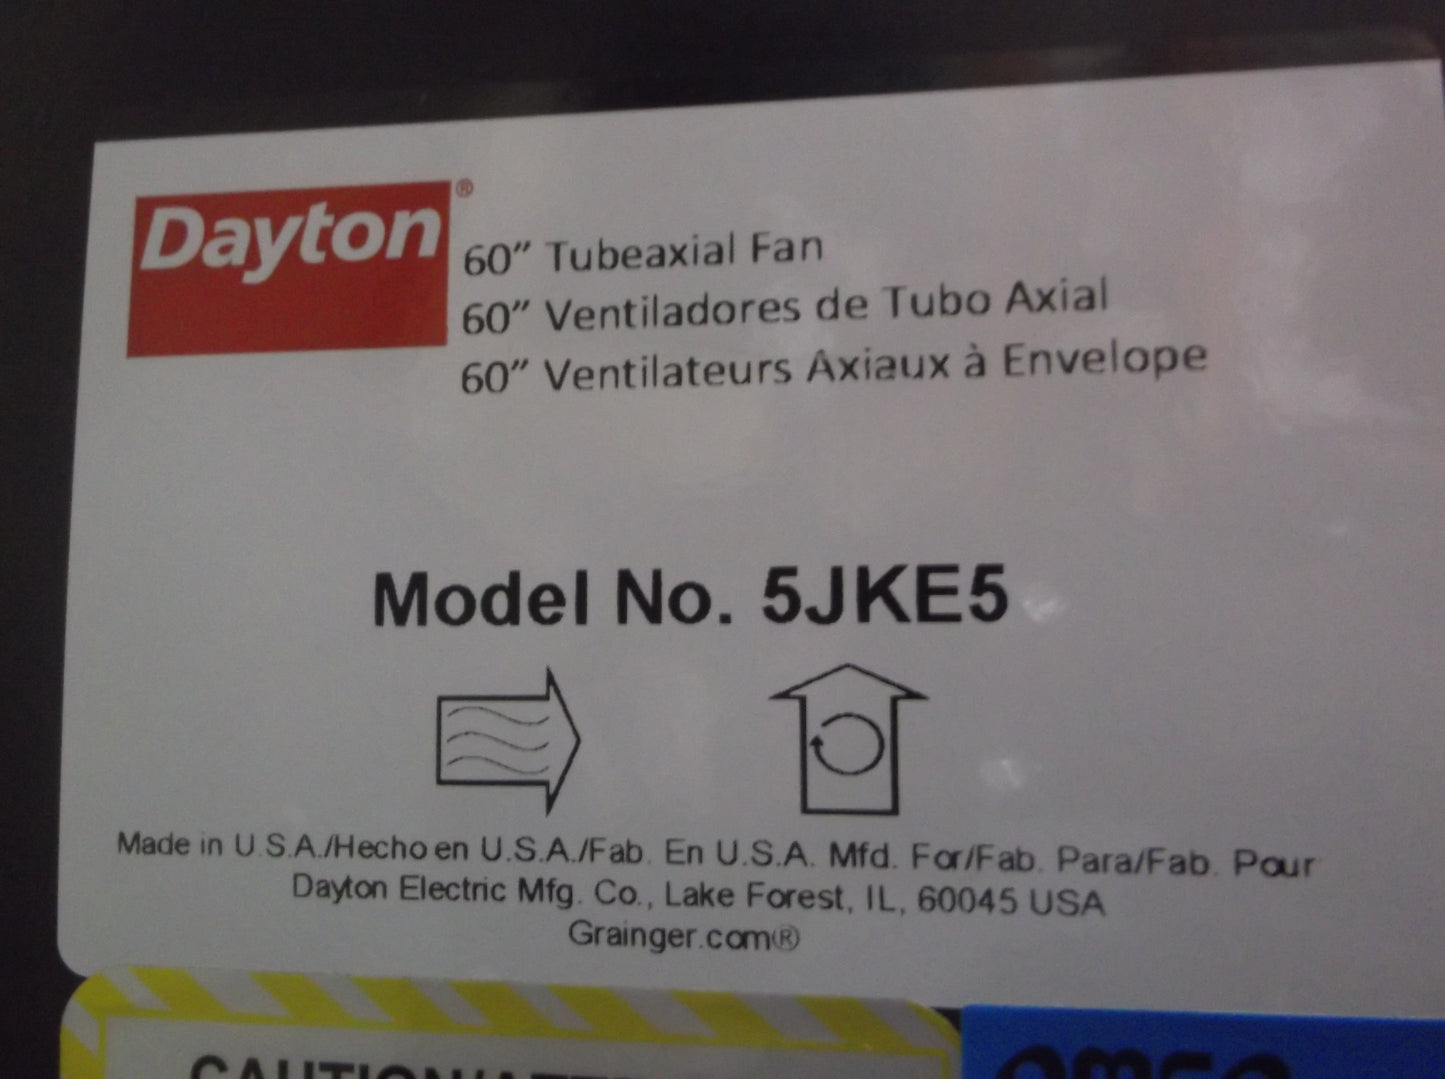 Dayton®
60” Tubeaxial Fan
60” Ventiladores de Tubo Axial
60” Ventilateurs Axiaux à Envelope
Model No. 5JKE5
Made in U.S.A./Hecho en U.S.A./Fab. En U.S.A. Mfd. For/Fab. Para/Fab. Pour
Dayton Electric Mfg. Co., Lake Forest, IL, 60045 USA
Grainger.com®